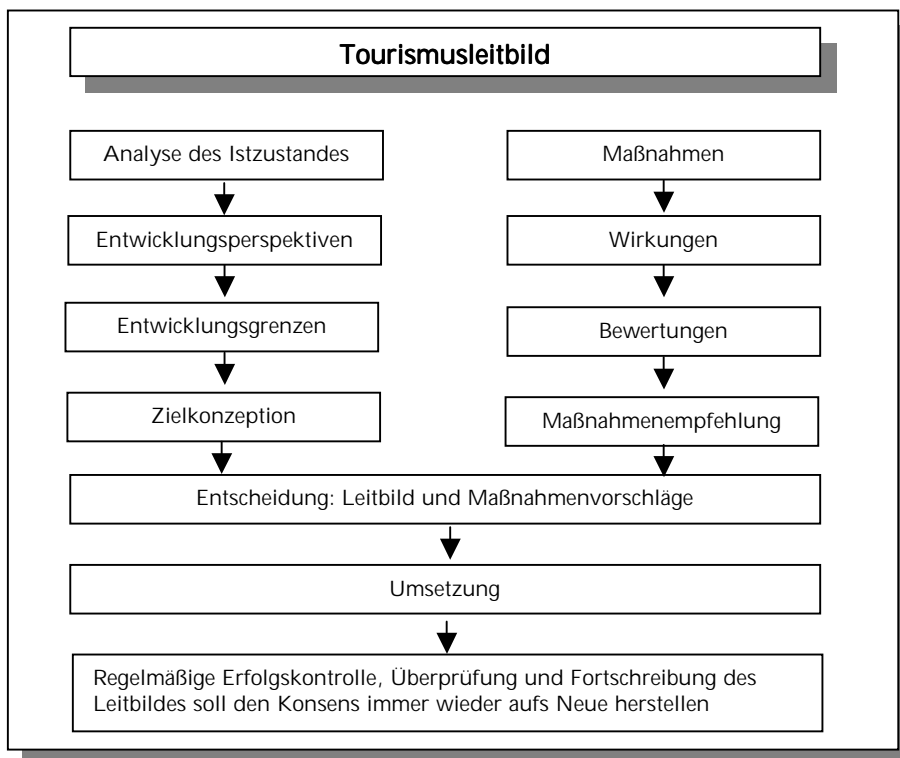 Tourismusleitbild
Analyse des Istzustandes
Entwicklungsperspektiven
Entwicklungsgrenzen
Zielkonzeption
Maßnahmen
Wirkungen
Bewertungen
Maßnahmenempfehlung
Entscheidung: Leitbild und Maßnahmenvorschläge
Umsetzung
Regelmäßige Erfolgskontrolle, Überprüfung und Fortschreibung des
Leitbildes soll den Konsens immer wieder aufs Neue herstellen